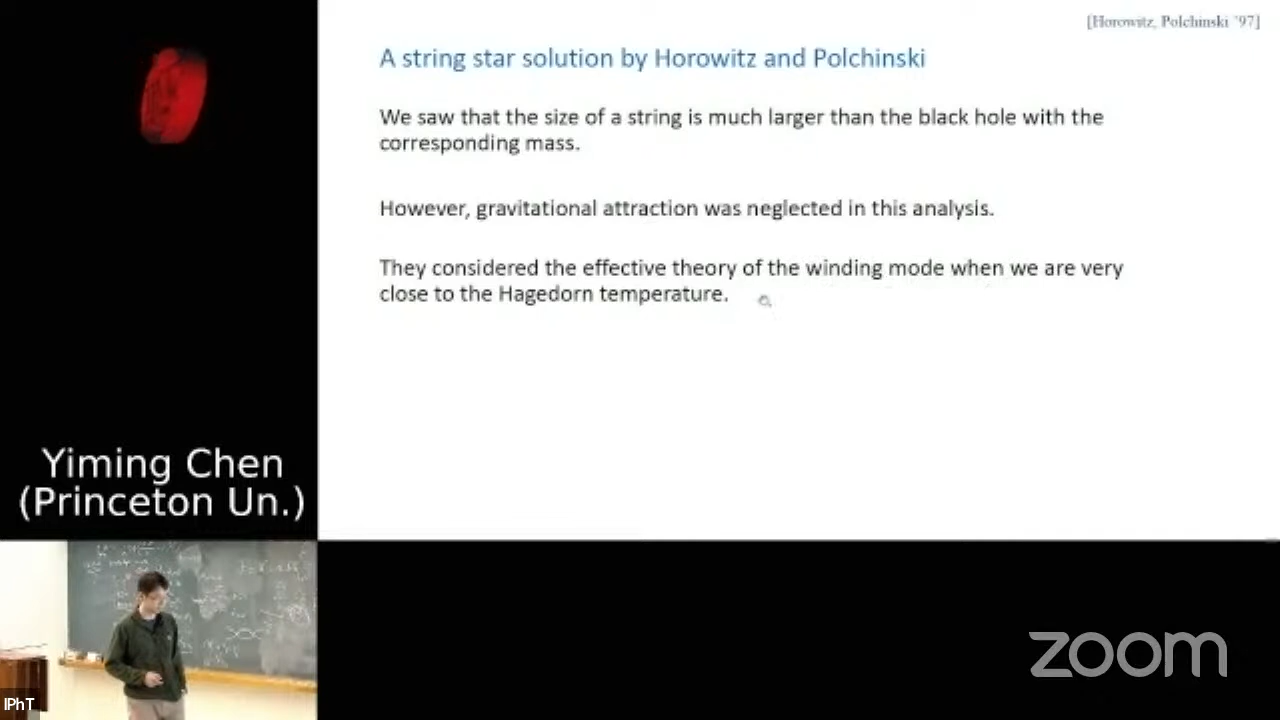 [Horowitz, Polchinski '97]
A string star solution by Horowitz and Polchinski
We saw that the size of a string is much larger than the black hole with the
corresponding mass.
However, gravitational attraction was neglected in this analysis.
They considered the effective theory of the winding mode when we are very
close to the Hagedorn temperature.
Yiming Chen
(Princeton Un.)
IPhT
zoom